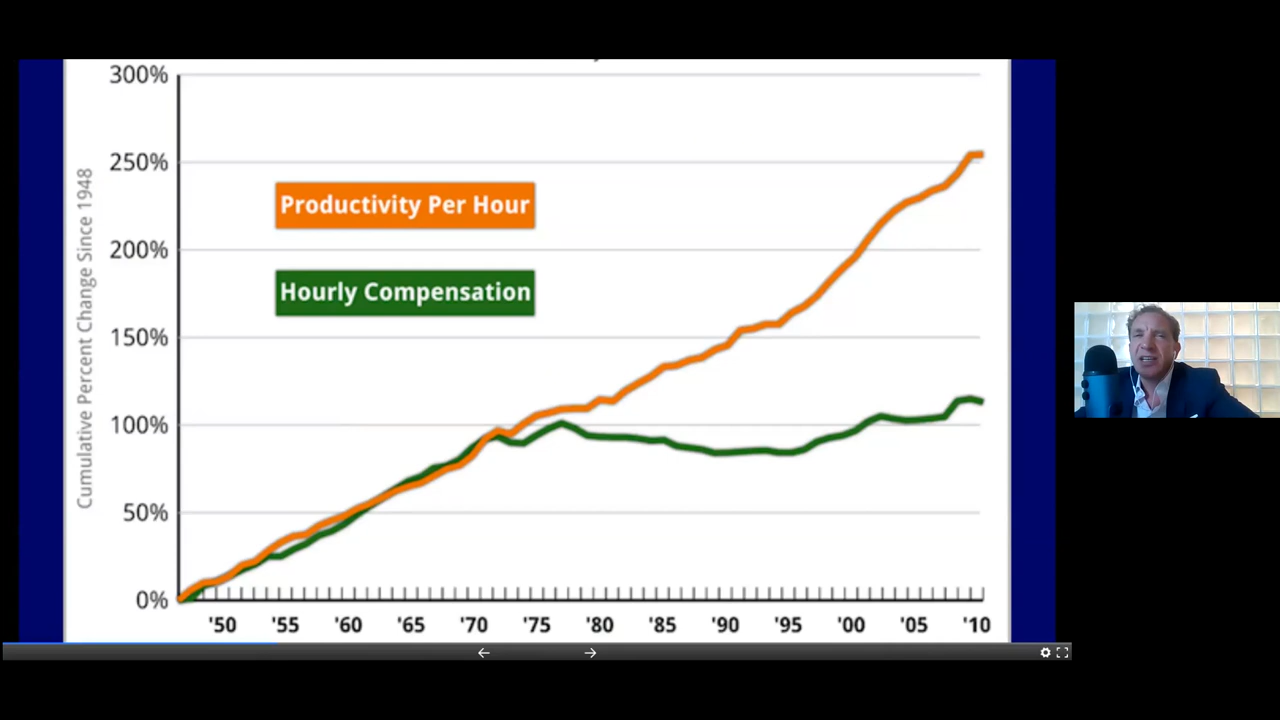 300%
250%
200%
150%
100%
50%
0%
Cumulative Percent Change Since 1948
Productivity Per Hour
Hourly Compensation
'50 '55 '60 '65 '70 '75 '80 '85 '90 '95 '00 '05 '10